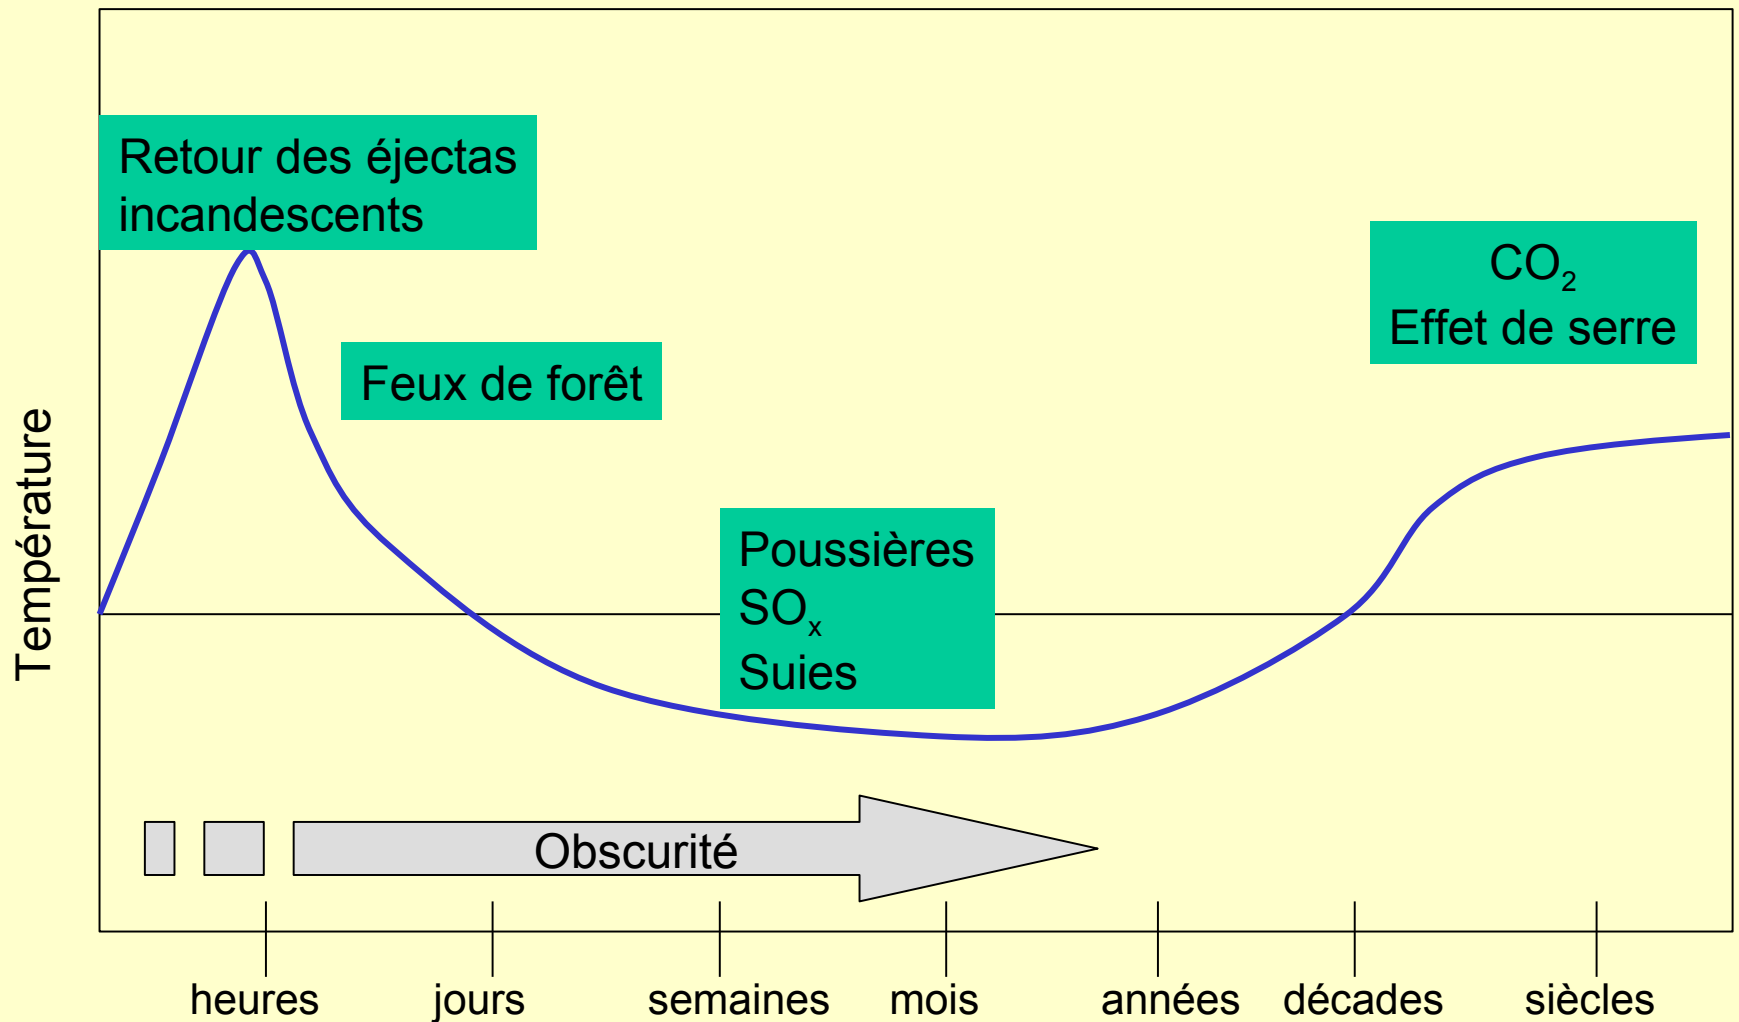 Retour des éjectas
incandescents
Feux de forêt
CO₂
Effet de serre
Température
Poussières
SOₓ
Suies
Obscurité
heures jours semaines mois années décades siècles